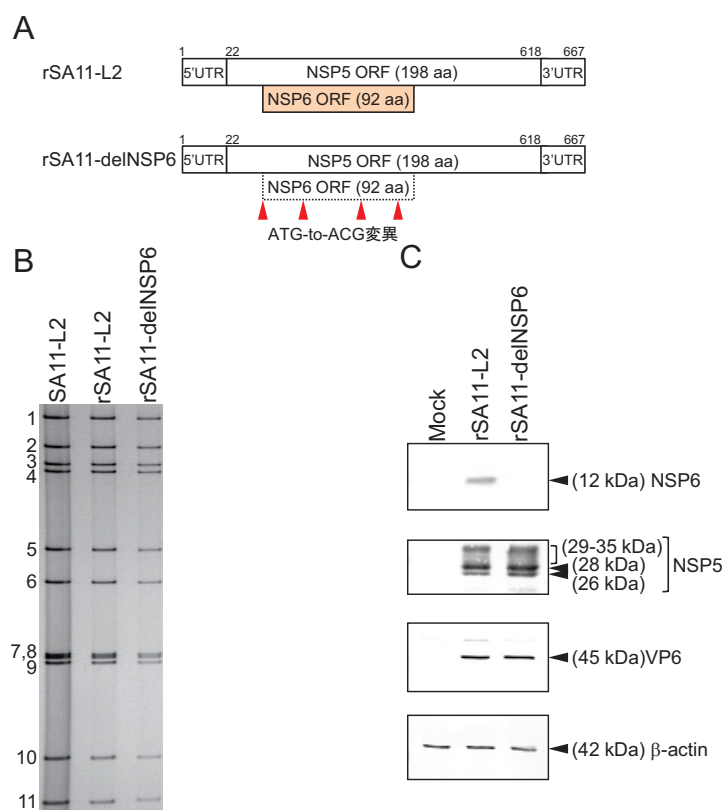 A
1 22 618 667
rSA11-L2
5'UTR NSP5 ORF (198 aa) 3'UTR
NSP6 ORF (92 aa)
1 22 618 667
rSA11-delNSP6
5'UTR NSP5 ORF (198 aa) 3'UTR
NSP6 ORF (92 aa)
ATG-to-ACG変異
B
SA11-L2
rSA11-L2
rSA11-delNSP6
1
2
3
4
5
6
7,8
9
10
11
C
Mock
rSA11-L2
rSA11-delNSP6
(12 kDa) NSP6
(29-35 kDa)
(28 kDa) NSP5
(26 kDa)
(45 kDa)VP6
(42 kDa) β-actin